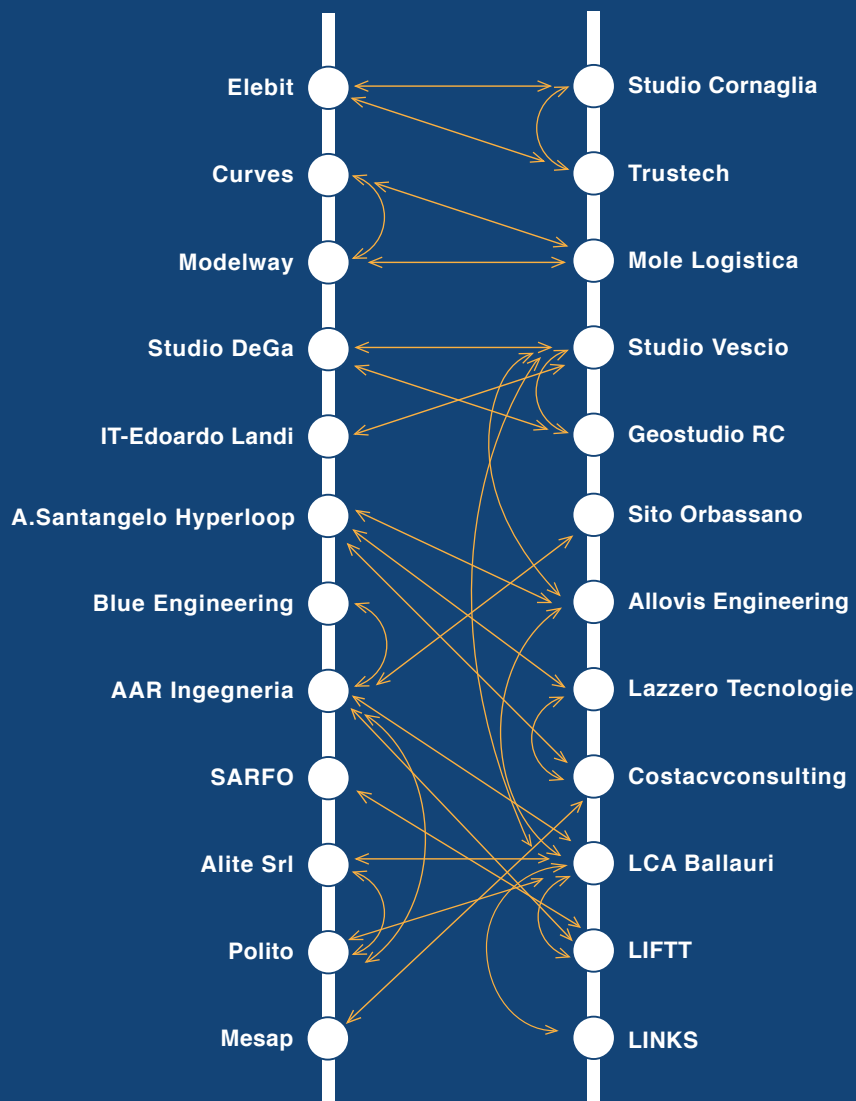 Elebit
Studio Cornaglia
Curves
Trustech
Modelway
Mole Logistica
Studio DeGa
Studio Vescio
IT-Edoardo Landi
Geostudio RC
A.Santangelo Hyperloop
Sito Orbassano
Blue Engineering
Allovis Engineering
AAR Ingegneria
Lazzero Tecnologie
SARFO
Costacvconsulting
Alite Srl
LCA Ballauri
Polito
LIFTT
Mesap
LINKS